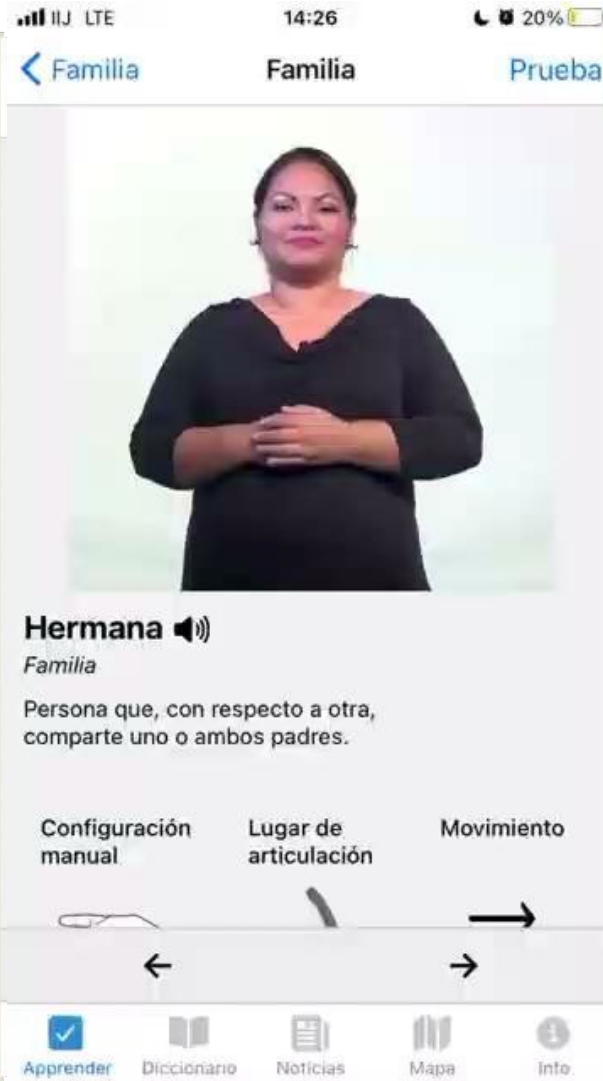 IIJ LTE 14:26 20%
Familia Familia Prueba
Hermana
Familia
Persona que, con respecto a otra,
comparte uno o ambos padres.
Configuración manual
Lugar de articulación
Movimiento
Apprender Diccionario Noticias Mapa Info